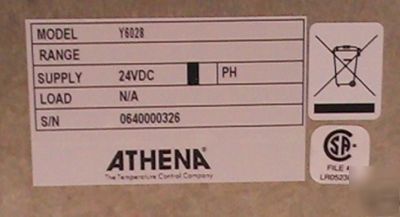 MODEL Y6028
RANGE
SUPPLY 24VDC PH
LOAD N/A
S/N 0640000326
ATHENA
The Temperature Control Company
FILE #